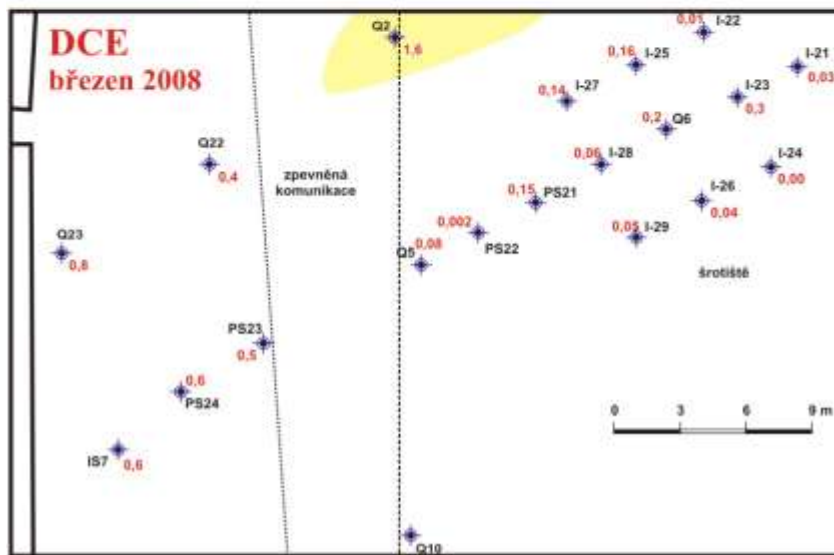 DCE
březen 2008
Q2
1,6
0,01
I-22
0,16
I-25
I-21
0,03
0,14
I-27
I-23
0,3
0,2
Q6
Q22
0,4
zpevněná
komunikace
0,06
I-28
I-24
0,00
0,15
PS21
I-26
0,04
Q23
0,8
0,002
PS22
Q5
0,08
0,05
I-29
šrotiště
PS23
0,5
0,6
PS24
0 3 6 9 m
IS7
0,6
Q10